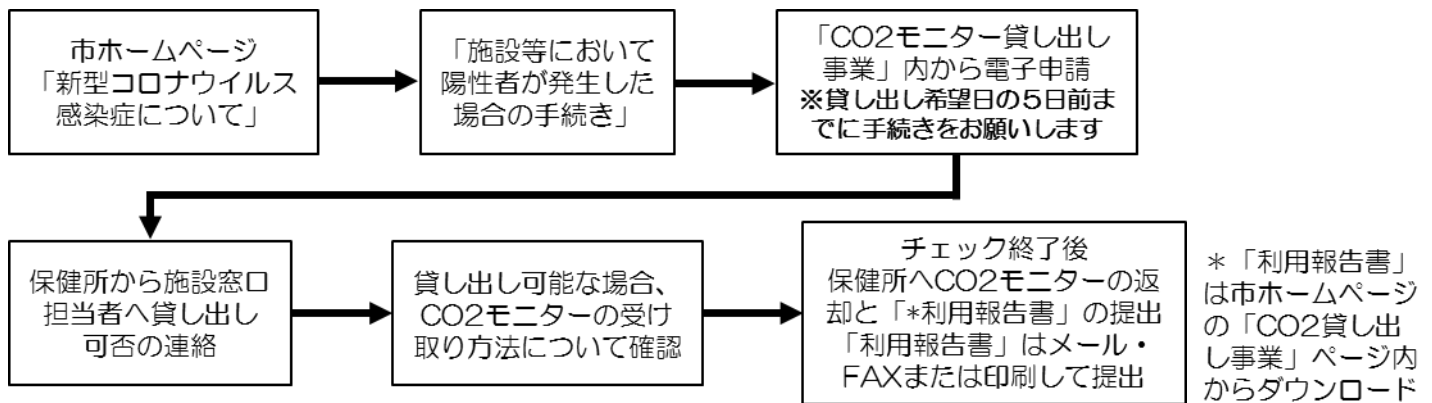 市ホームページ
「新型コロナウイルス
感染症について」
「施設等において
陽性者が発生した
場合の手続き」
「CO2モニター貸し出し
事業」内から電子申請
※貸し出し希望日の5日前ま
でに手続きをお願いします
保健所から施設窓口
担当者へ貸し出し
可否の連絡
貸し出し可能な場合、
CO2モニターの受け
取り方法について確認
チェック終了後
保健所へCO2モニターの返
却と「*利用報告書」の提出
「利用報告書」はメール・
FAXまたは印刷して提出
＊「利用報告書」
は市ホームページ
の「CO2貸し出
し事業」ページ内
からダウンロード